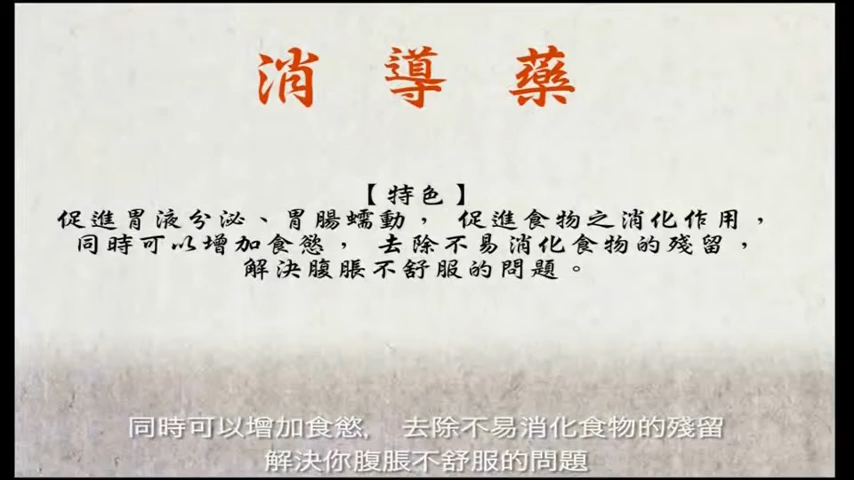 消導藥
【特色】
促進胃液分泌、胃腸蠕動，促進食物之消化作用，
同時可以增加食慾，去除不易消化食物的殘留，
解決腹脹不舒服的問題。
同時可以增加食慾, 去除不易消化食物的殘留
解決你腹脹不舒服的問題